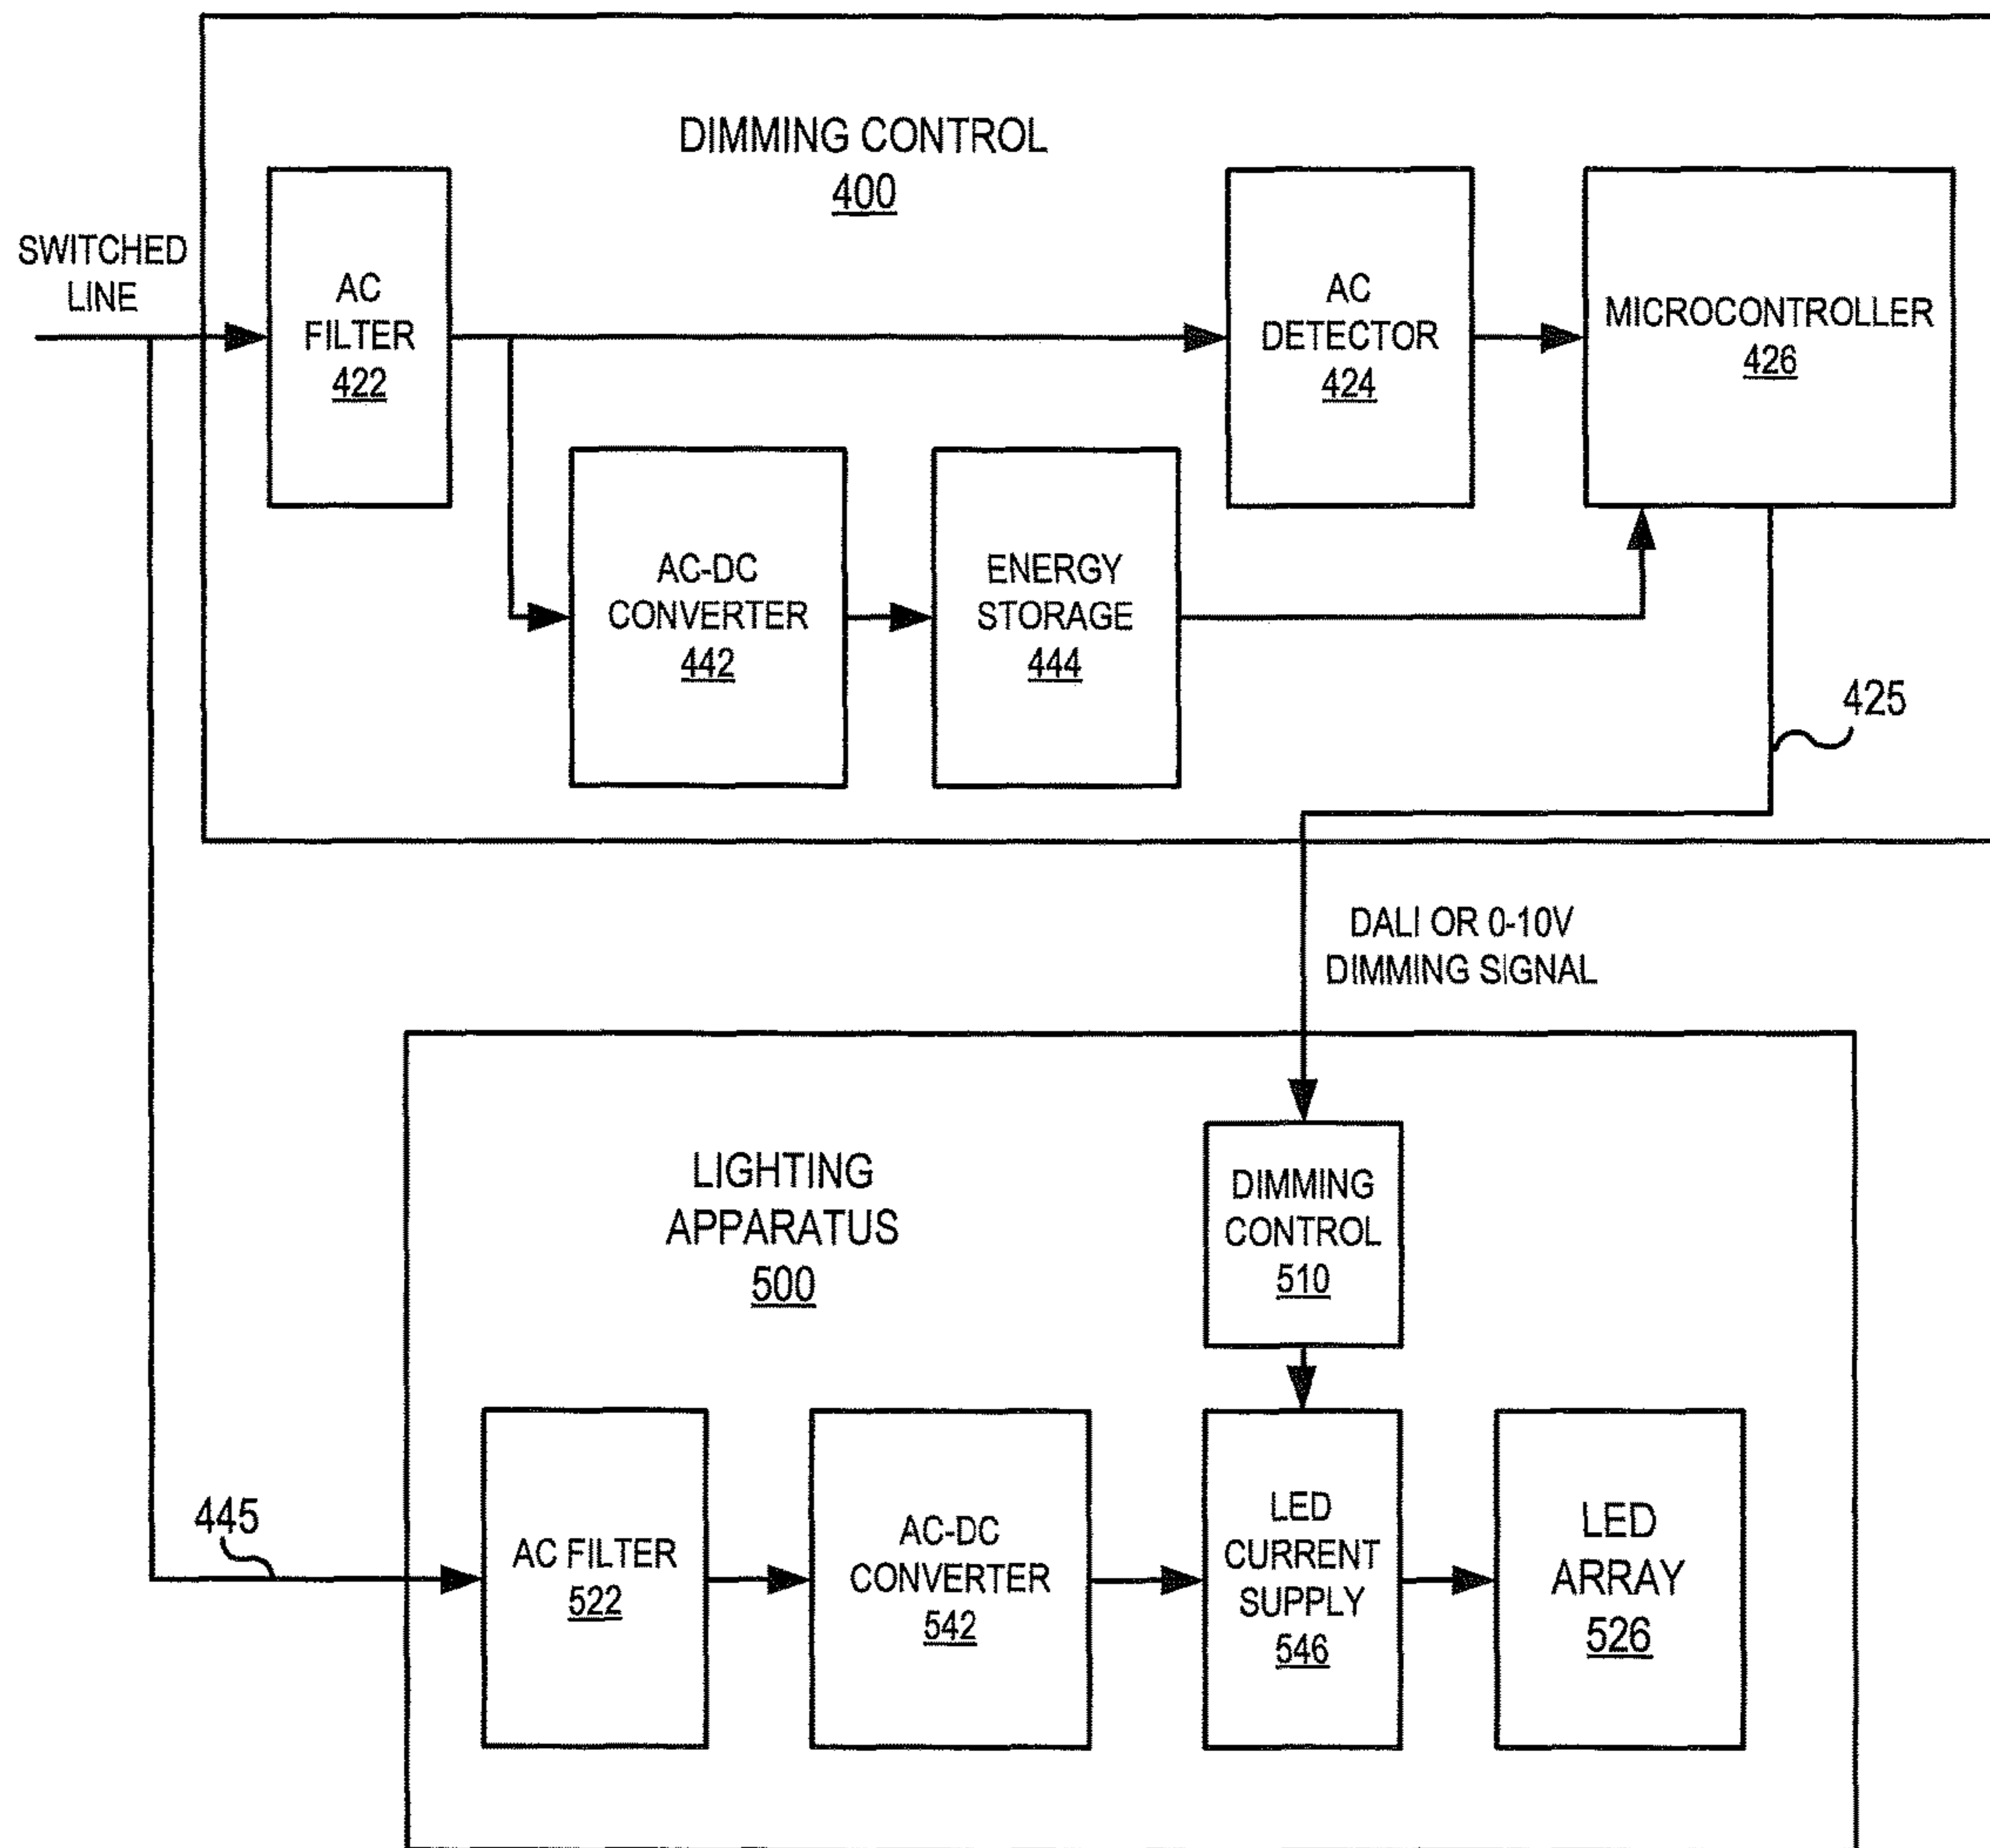 DIMMING CONTROL
400
SWITCHED
LINE
AC
FILTER
422
AC
DETECTOR
424
MICROCONTROLLER
426
AC-DC
CONVERTER
442
ENERGY
STORAGE
444
425
DALI OR 0-10V
DIMMING SIGNAL
LIGHTING
APPARATUS
500
DIMMING
CONTROL
510
445
AC FILTER
522
AC-DC
CONVERTER
542
LED
CURRENT
SUPPLY
546
LED
ARRAY
526